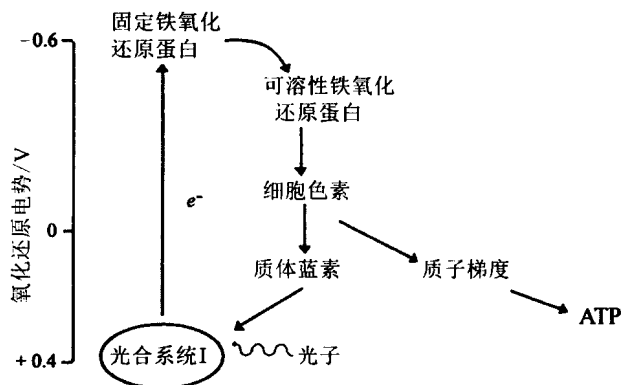 -0.6
固定铁氧化
还原蛋白
可溶性铁氧化
还原蛋白
细胞色素
e-
氧化还原电势/V
0
质体蓝素
质子梯度
ATP
光合系统I
光子
+0.4